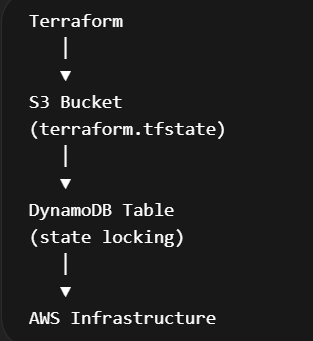 Terraform
S3 Bucket
(terraform.tfstate)
DynamoDB Table
(state locking)
AWS Infrastructure